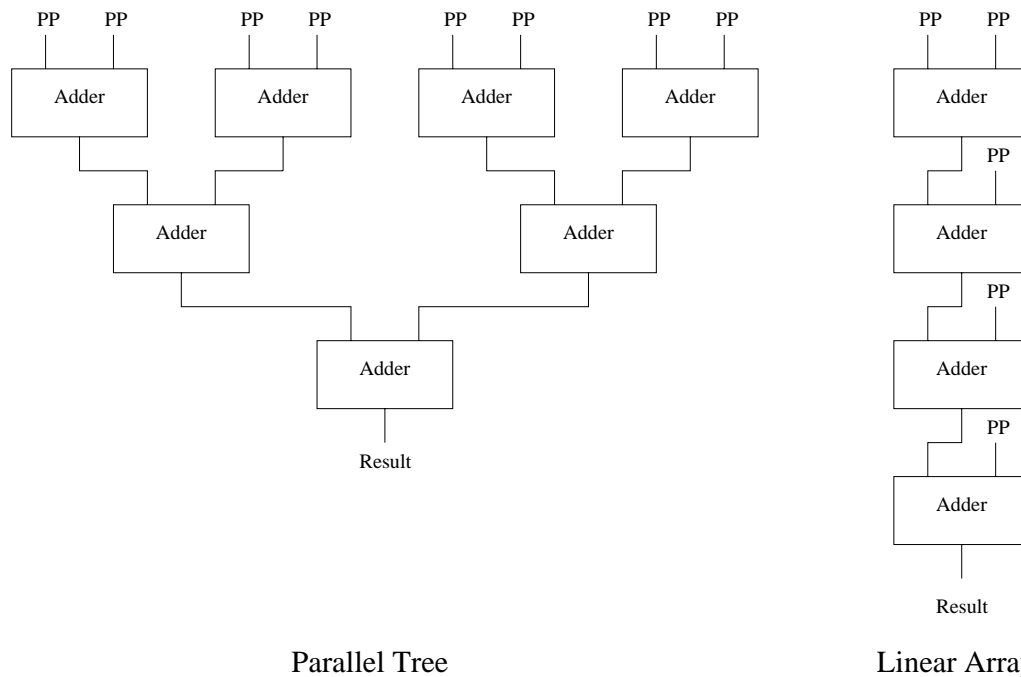 PP PP PP PP PP PP PP PP
Adder Adder Adder Adder
Adder Adder
Adder
Result
Parallel Tree
PP PP
Adder
PP
Adder
PP
Adder
PP
Adder
Result
Linear Arra